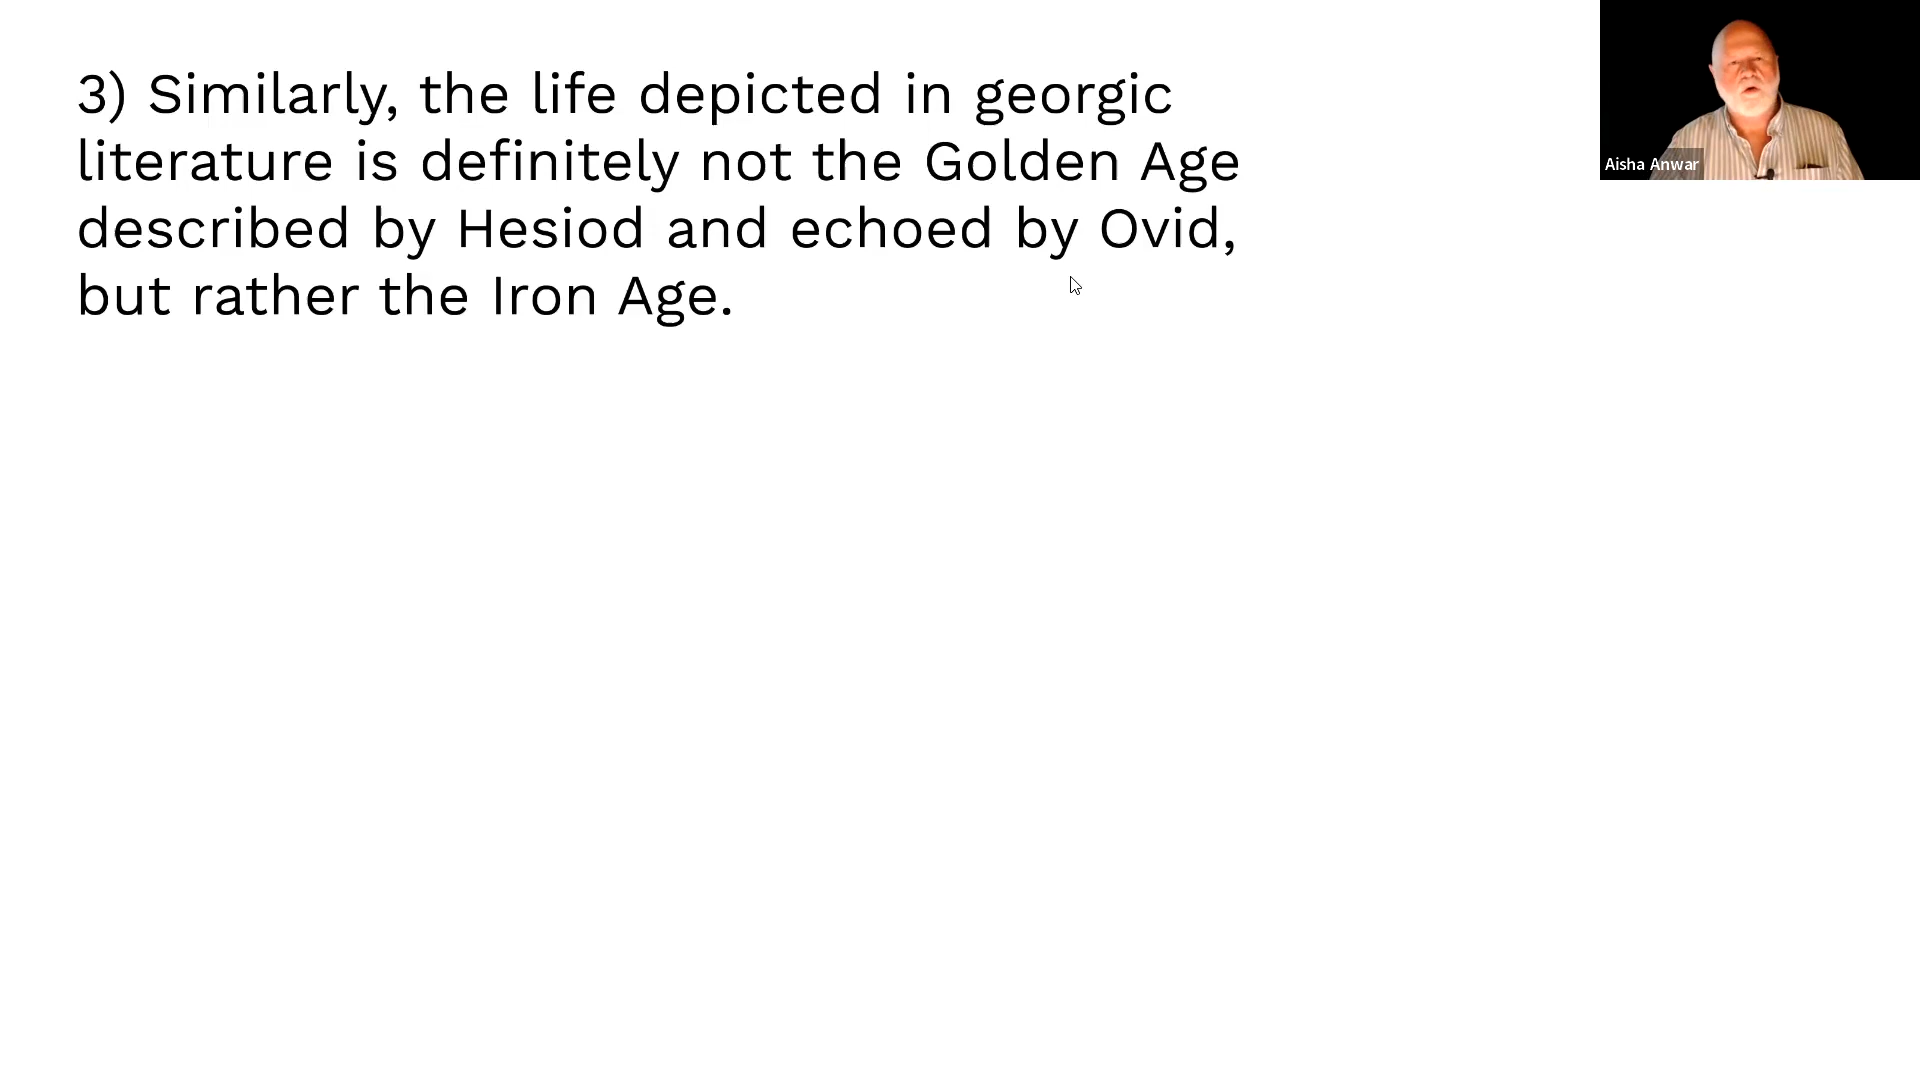 3) Similarly, the life depicted in georgic
literature is definitely not the Golden Age
described by Hesiod and echoed by Ovid,
but rather the Iron Age.
Aisha Anwar